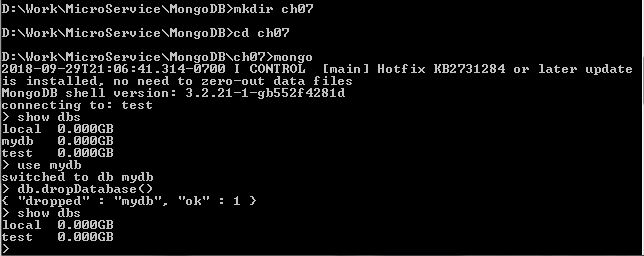 D:\Work\MicroService\MongoDB>mkdir ch07
D:\Work\MicroService\MongoDB>cd ch07
D:\Work\MicroService\MongoDB\ch07>mongo
2018-09-29T21:06:41.314-0700 I CONTROL  [main] Hotfix KB2731284 or later update
is installed, no need to zero-out data files
MongoDB shell version: 3.2.21-1-gb552f4281d
connecting to: test
> show dbs
local  0.000GB
mydb   0.000GB
test   0.000GB
> use mydb
switched to db mydb
> db.dropDatabase()
{ "dropped" : "mydb", "ok" : 1 }
> show dbs
local  0.000GB
test   0.000GB
>